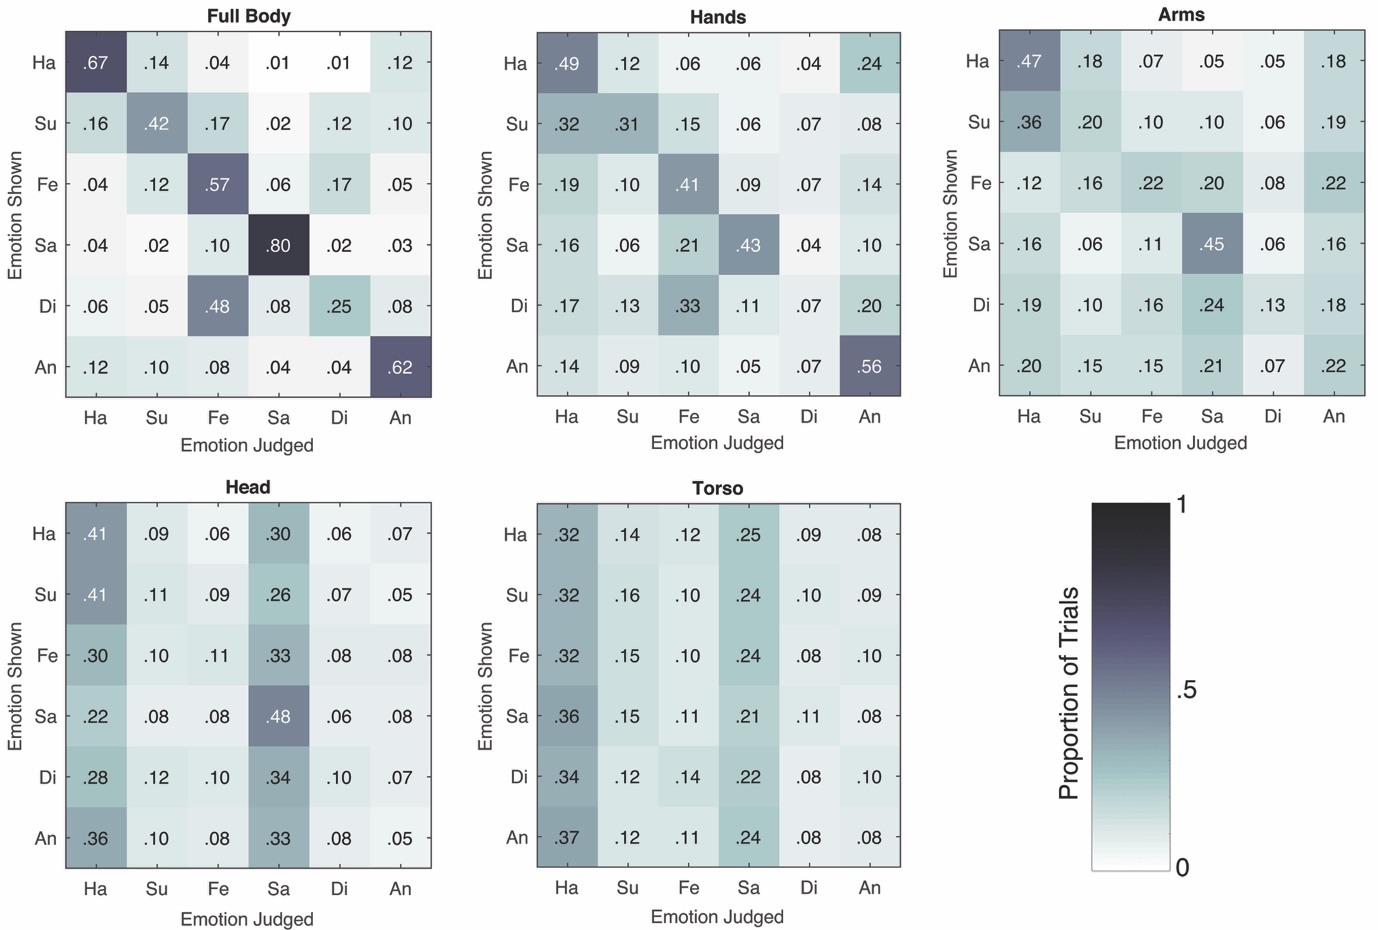 Full Body
Ha .67 .14 .04 .01 .01 .12
Su .16 .42 .17 .02 .12 .10
Fe .04 .12 .57 .06 .17 .05
Sa .04 .02 .10 .80 .02 .03
Di .06 .05 .48 .08 .25 .08
An .12 .10 .08 .04 .04 .62
Ha Su Fe Sa Di An
Emotion Judged
Emotion Shown
Hands
Ha .49 .12 .06 .06 .04 .24
Su .32 .31 .15 .06 .07 .08
Fe .19 .10 .41 .09 .07 .14
Sa .16 .06 .21 .43 .04 .10
Di .17 .13 .33 .11 .07 .20
An .14 .09 .10 .05 .07 .56
Ha Su Fe Sa Di An
Emotion Judged
Emotion Shown
Arms
Ha .47 .18 .07 .05 .05 .18
Su .36 .20 .10 .10 .06 .19
Fe .12 .16 .22 .20 .08 .22
Sa .16 .06 .11 .45 .06 .16
Di .19 .10 .16 .24 .13 .18
An .20 .15 .15 .21 .07 .22
Ha Su Fe Sa Di An
Emotion Judged
Emotion Shown
Head
Ha .41 .09 .06 .30 .06 .07
Su .41 .11 .09 .26 .07 .05
Fe .30 .10 .11 .33 .08 .08
Sa .22 .08 .08 .48 .06 .08
Di .28 .12 .10 .34 .10 .07
An .36 .10 .08 .33 .08 .05
Ha Su Fe Sa Di An
Emotion Judged
Emotion Shown
Torso
Ha .32 .14 .12 .25 .09 .08
Su .32 .16 .10 .24 .10 .09
Fe .32 .15 .10 .24 .08 .10
Sa .36 .15 .11 .21 .11 .08
Di .34 .12 .14 .22 .08 .10
An .37 .12 .11 .24 .08 .08
Ha Su Fe Sa Di An
Emotion Judged
Emotion Shown
1
.5
0
Proportion of Trials